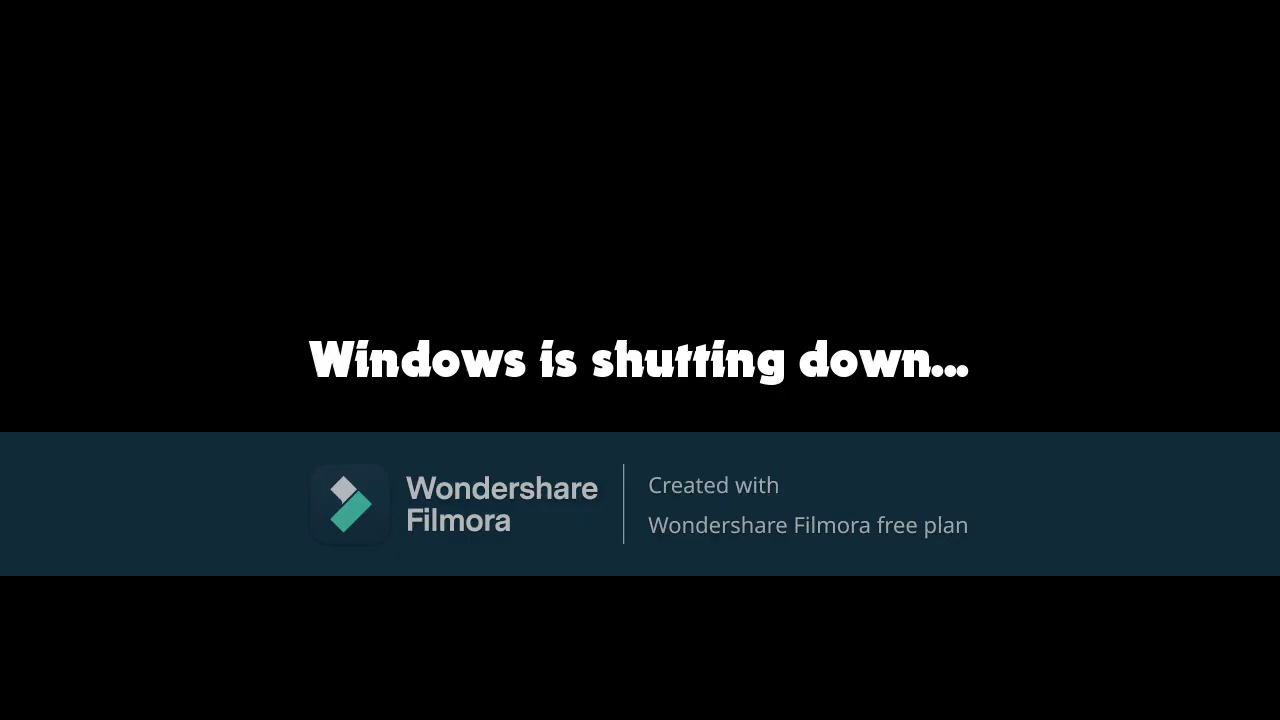 Windows is shutting down...
Wondershare
Filmora
Created with
Wondershare Filmora free plan